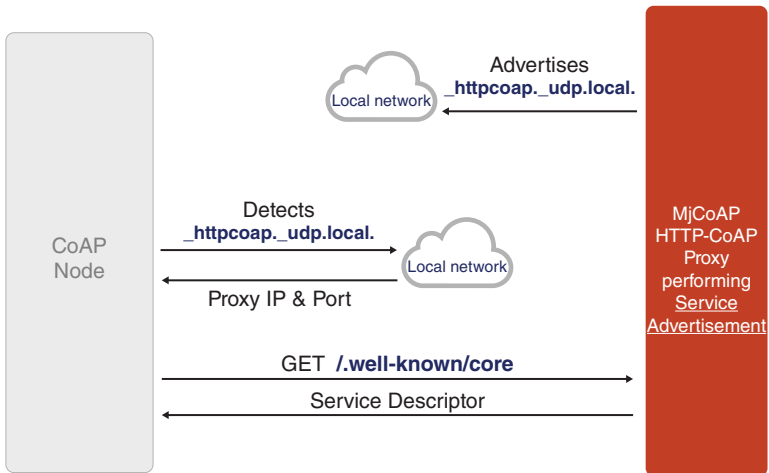 Advertises
_httpcoap._udp.local.
Local network
Detects
_httpcoap._udp.local.
Local network
Proxy IP & Port
CoAP
Node
MjCoAP
HTTP-CoAP
Proxy
performing
Service
Advertisement
GET /.well-known/core
Service Descriptor